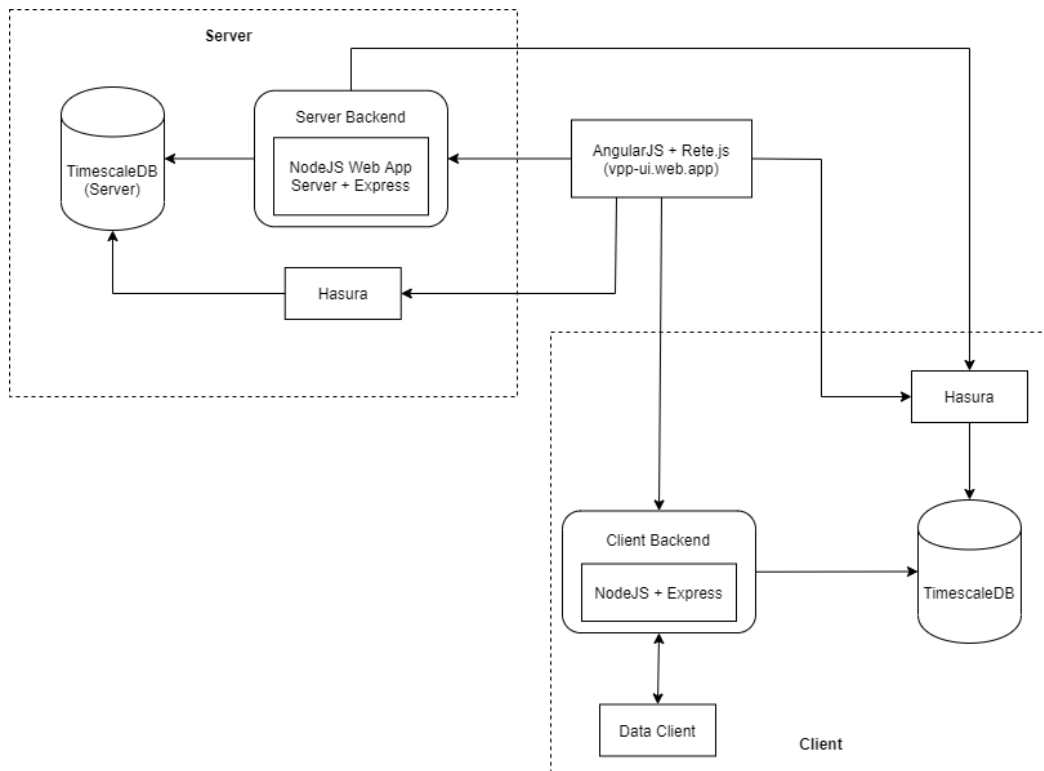 Server
Server Backend
NodeJS Web App
Server + Express
TimescaleDB
(Server)
AngularJS + Rete.js
(vpp-ui.web.app)
Hasura
Hasura
Client Backend
NodeJS + Express
TimescaleDB
Data Client
Client